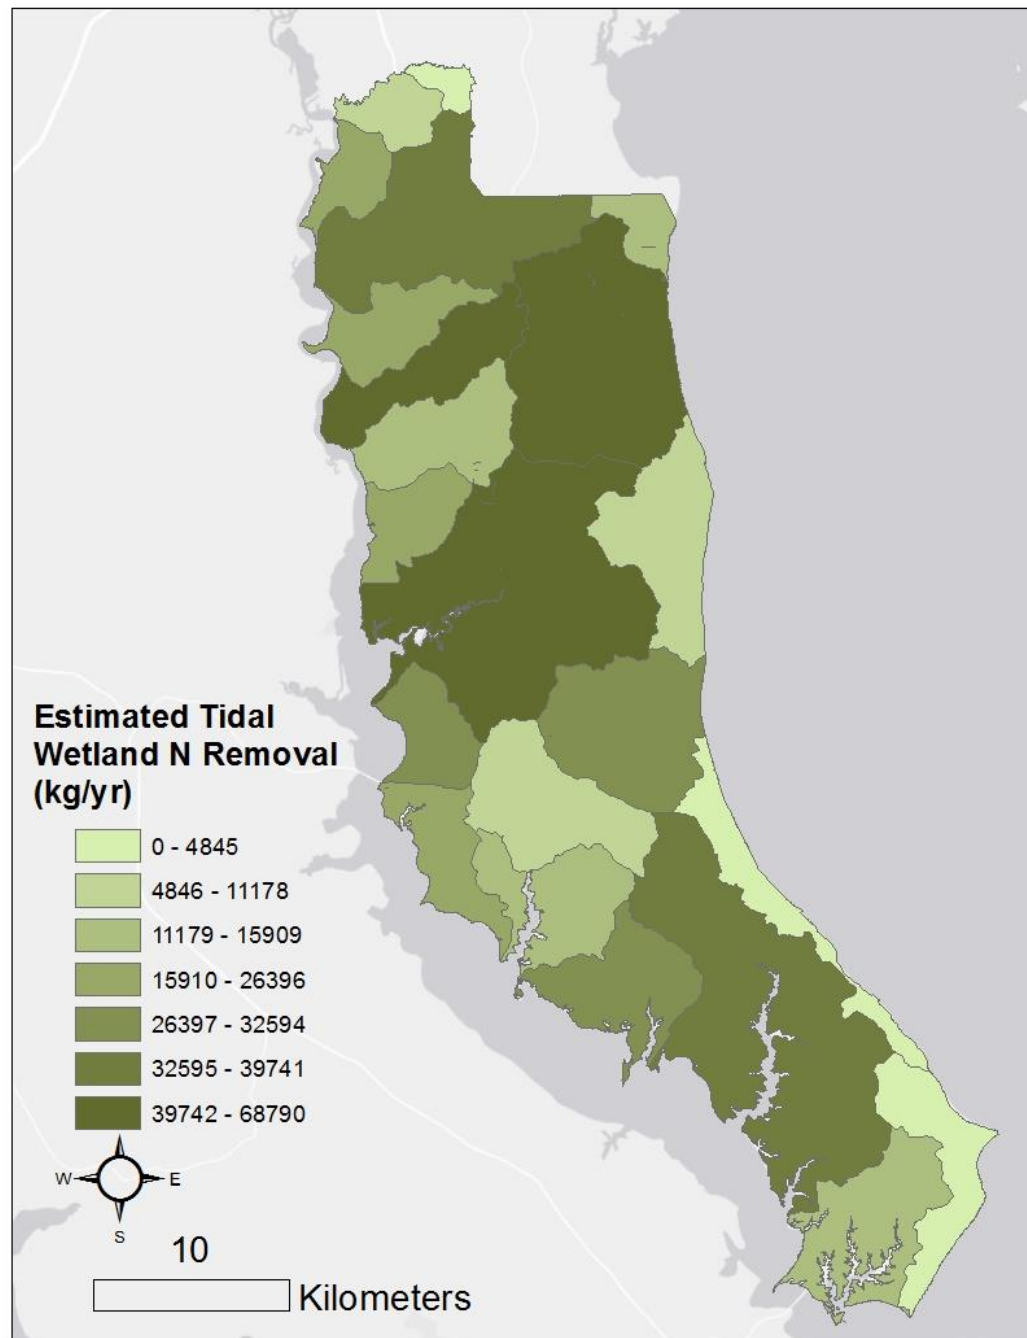 Estimated Tidal
Wetland N Removal
(kg/yr)
0 - 4845
4846 - 11178
11179 - 15909
15910 - 26396
26397 - 32594
32595 - 39741
39742 - 68790
N
W E
S
10
Kilometers